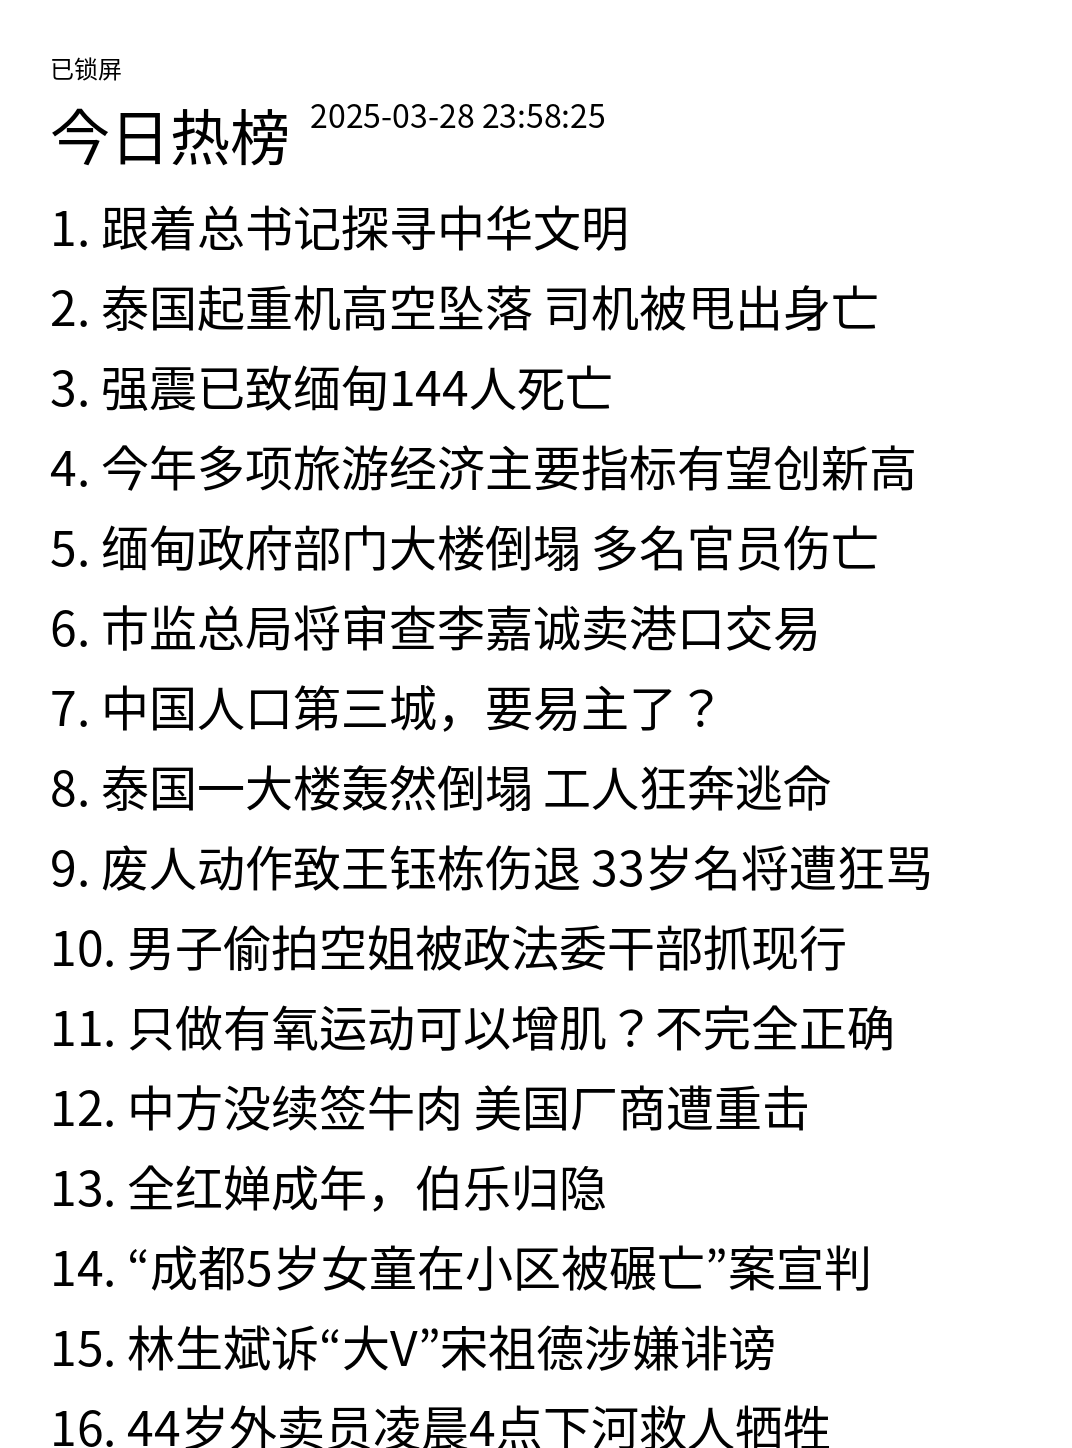 已锁屏
今日热榜 2025-03-28 23:58:25
1. 跟着总书记探寻中华文明
2. 泰国起重机高空坠落 司机被甩出身亡
3. 强震已致缅甸144人死亡
4. 今年多项旅游经济主要指标有望创新高
5. 缅甸政府部门大楼倒塌 多名官员伤亡
6. 市监总局将审查李嘉诚卖港口交易
7. 中国人口第三城，要易主了？
8. 泰国一大楼轰然倒塌 工人狂奔逃命
9. 废人动作致王钰栋伤退 33岁名将遭狂骂
10. 男子偷拍空姐被政法委干部抓现行
11. 只做有氧运动可以增肌？不完全正确
12. 中方没续签牛肉 美国厂商遭重击
13. 全红婵成年，伯乐归隐
14. “成都5岁女童在小区被碾亡”案宣判
15. 林生斌诉“大V”宋祖德涉嫌诽谤
16. 44岁外卖员凌晨4点下河救人牺牲